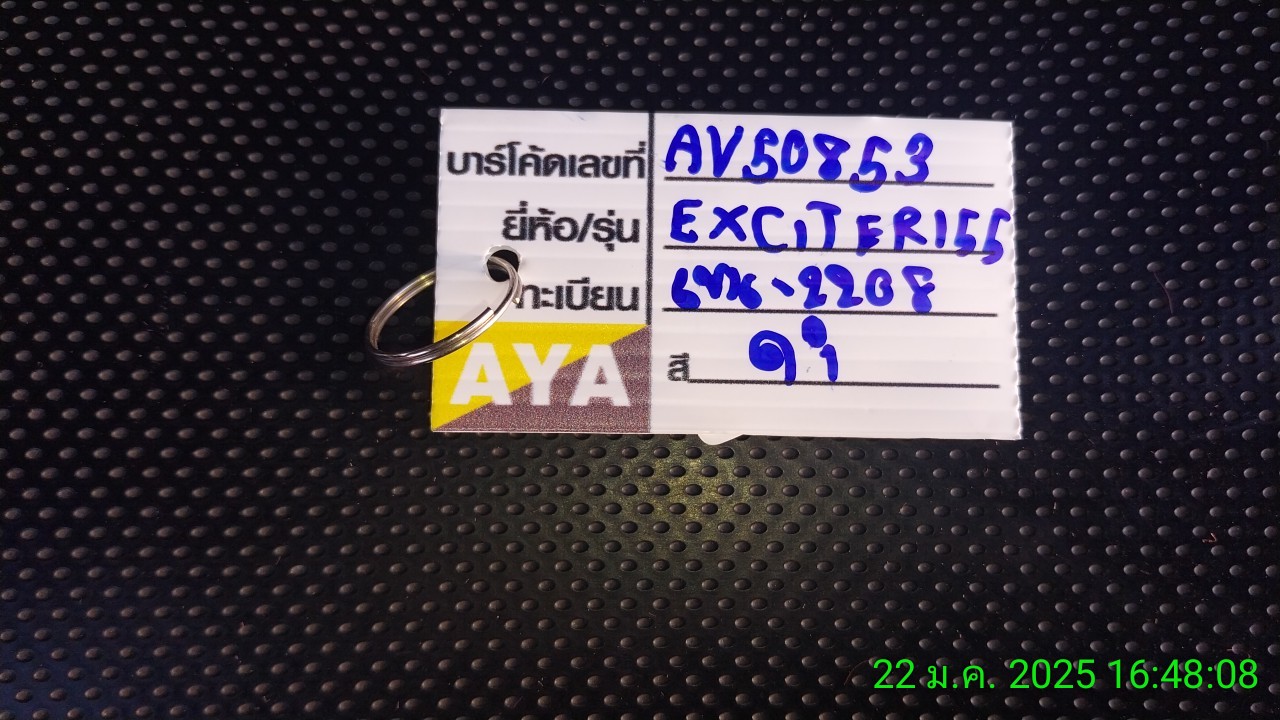 บาร์โค้ดเลขที่ AV50853
ยี่ห้อ/รุ่น EXCITER155
ทะเบียน -2208
AYA
สี ดำ
22 ม.ค. 2025 16:48:08